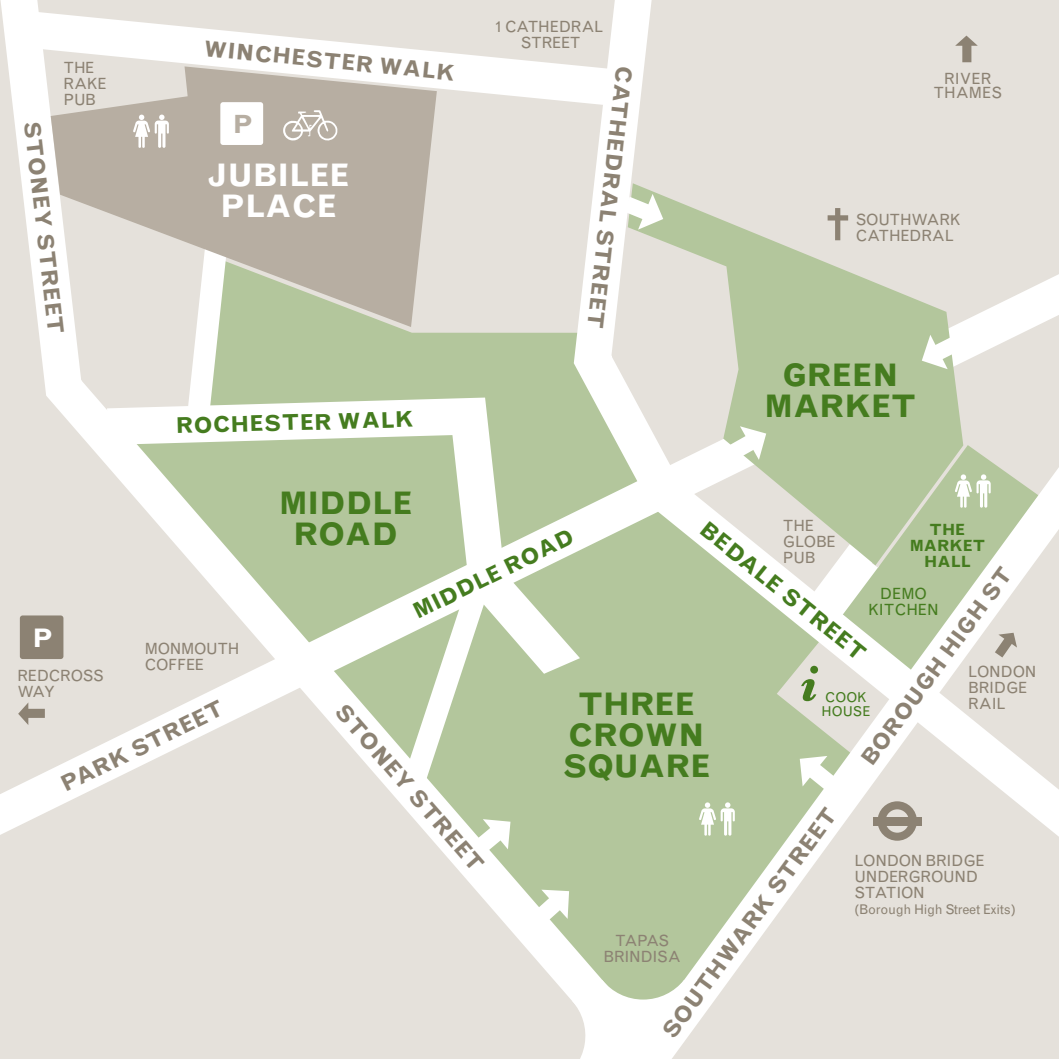 1 CATHEDRAL
STREET
WINCHESTER WALK
THE
RAKE
PUB
RIVER
THAMES
P
JUBILEE
PLACE
STONEY STREET
CATHEDRAL STREET
SOUTHWARK
CATHEDRAL
GREEN
MARKET
ROCHESTER WALK
MIDDLE
ROAD
MIDDLE ROAD
THE
GLOBE
PUB
BEDALE STREET
THE
MARKET
HALL
DEMO
KITCHEN
P
REDCROSS
WAY
MONMOUTH
COFFEE
PARK STREET
STONEY STREET
THREE
CROWN
SQUARE
i
COOK
HOUSE
BOROUGH HIGH ST
LONDON
BRIDGE
RAIL
LONDON BRIDGE
UNDERGROUND
STATION
(Borough High Street Exits)
TAPAS
BRINDISA
SOUTHWARK STREET